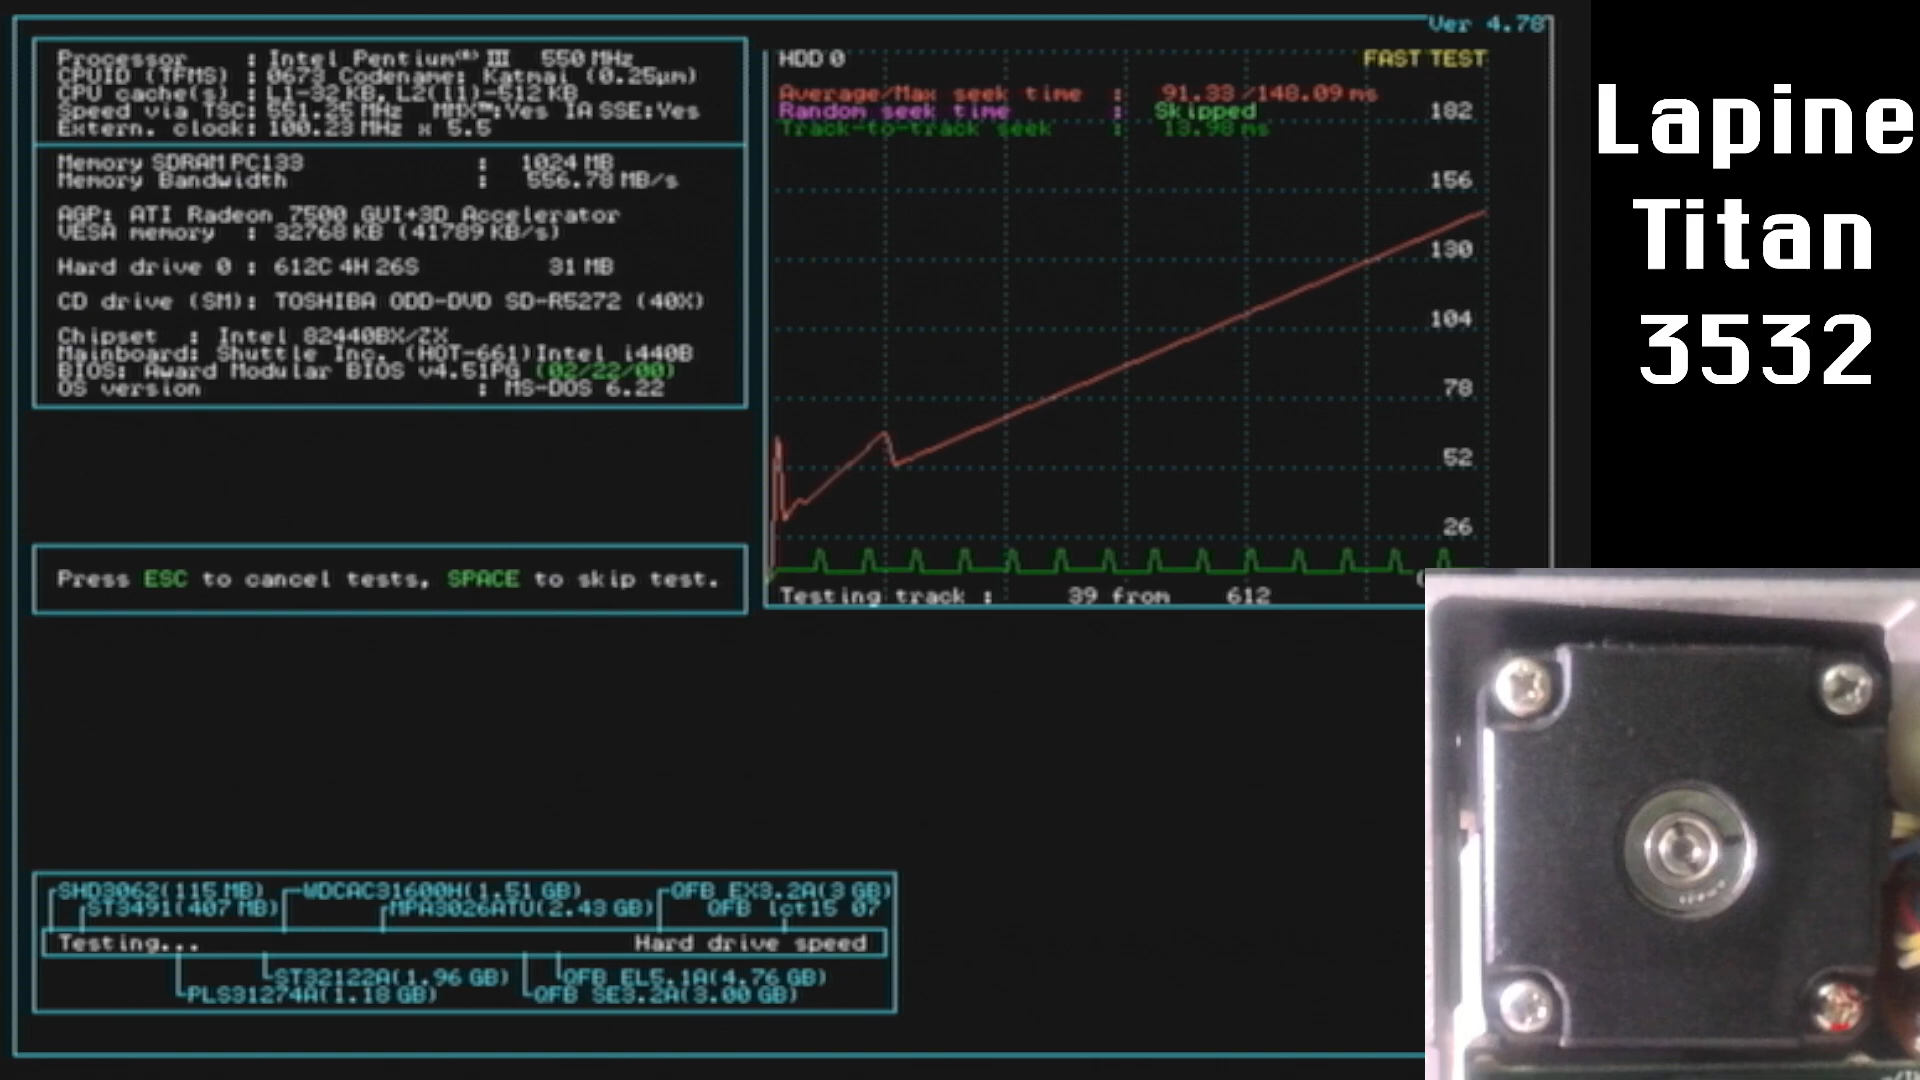 Ver 4.78
Processor : Intel Pentium(R) III 550 MHz
CPUID (TFMS) : 0673 Codename: Katmai (0.25µm)
CPU cache(s) : L1-32 KB, L2(l1)-512 KB
Speed via TSC: 551.25 MHz MMX™:Yes IA SSE:Yes
Extern. clock: 100.23 MHz x 5.5
Memory SDRAM PC133 : 1024 MB
Memory Bandwidth : 556.78 MB/s
AGP: ATI Radeon 7500 GUI+3D Accelerator
VESA memory : 32768 KB (41789 KB/s)
Hard drive 0 : 612C 4H 26S 31 MB
CD drive (SM): TOSHIBA ODD-DVD SD-R5272 (40X)
Chipset : Intel 82440BX/ZX
Mainboard: Shuttle Inc. (HOT-661)Intel i440B
BIOS: Award Modular BIOS v4.51PG (02/22/00)
OS version : MS-DOS 6.22
HDD 0 FAST TEST
Average/Max seek time : 91.33 /148.09 ms
Random seek time : Skipped
Track-to-track seek : 13.98 ms
182
156
130
104
78
52
26
Testing track : 39 from 612
Press ESC to cancel tests, SPACE to skip test.
SHD3062(115 MB) WDCAC31600H(1.51 GB) QFB EX3.2A(3 GB)
ST3491(407 MB) MPA3026ATU(2.43 GB) QFB lct15 07
Testing... Hard drive speed
ST32122A(1.96 GB) QFB EL5.1A(4.76 GB)
PLS31274A(1.18 GB) QFB SE3.2A(3.00 GB)
Lapine
Titan
3532